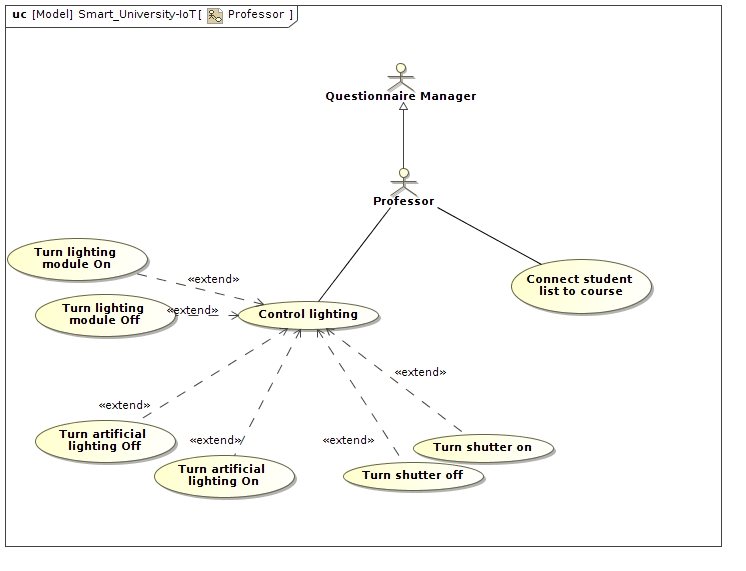 uc [Model] Smart_University-IoT[ Professor ]
Questionnaire Manager
Professor
Turn lighting
module On
«extend»
Connect student
list to course
Turn lighting
module Off
«extend»
Control lighting
«extend»
«extend»
Turn artificial
lighting Off
«extend»
«extend»
Turn shutter on
Turn artificial
lighting On
Turn shutter off